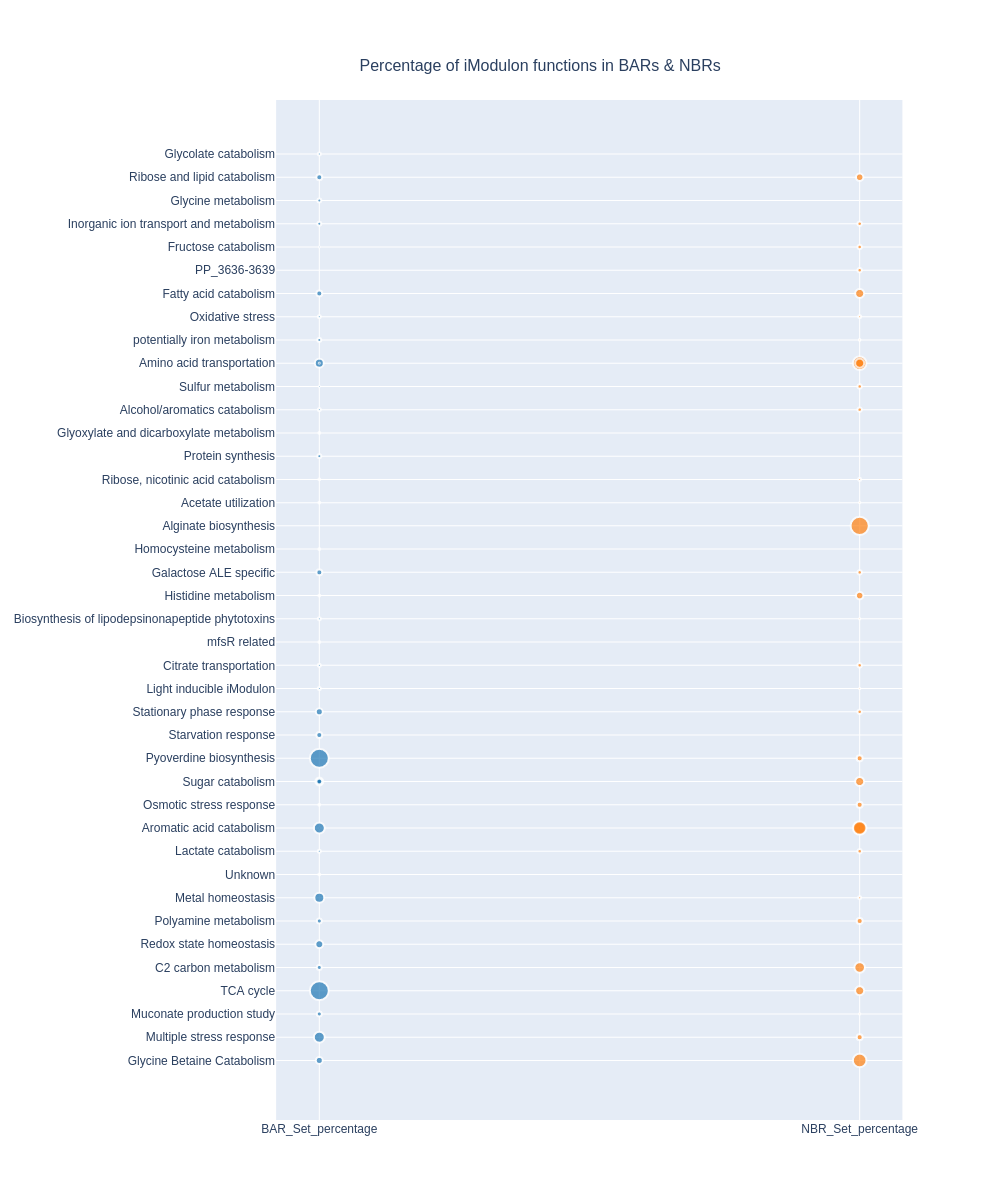 Percentage of iModulon functions in BARs & NBRs
Glycolate catabolism
Ribose and lipid catabolism
Glycine metabolism
Inorganic ion transport and metabolism
Fructose catabolism
PP_3636-3639
Fatty acid catabolism
Oxidative stress
potentially iron metabolism
Amino acid transportation
Sulfur metabolism
Alcohol/aromatics catabolism
Glyoxylate and dicarboxylate metabolism
Protein synthesis
Ribose, nicotinic acid catabolism
Acetate utilization
Alginate biosynthesis
Homocysteine metabolism
Galactose ALE specific
Histidine metabolism
Biosynthesis of lipodepsinonapeptide phytotoxins
mfsR related
Citrate transportation
Light inducible iModulon
Stationary phase response
Starvation response
Pyoverdine biosynthesis
Sugar catabolism
Osmotic stress response
Aromatic acid catabolism
Lactate catabolism
Unknown
Metal homeostasis
Polyamine metabolism
Redox state homeostasis
C2 carbon metabolism
TCA cycle
Muconate production study
Multiple stress response
Glycine Betaine Catabolism
BAR_Set_percentage
NBR_Set_percentage